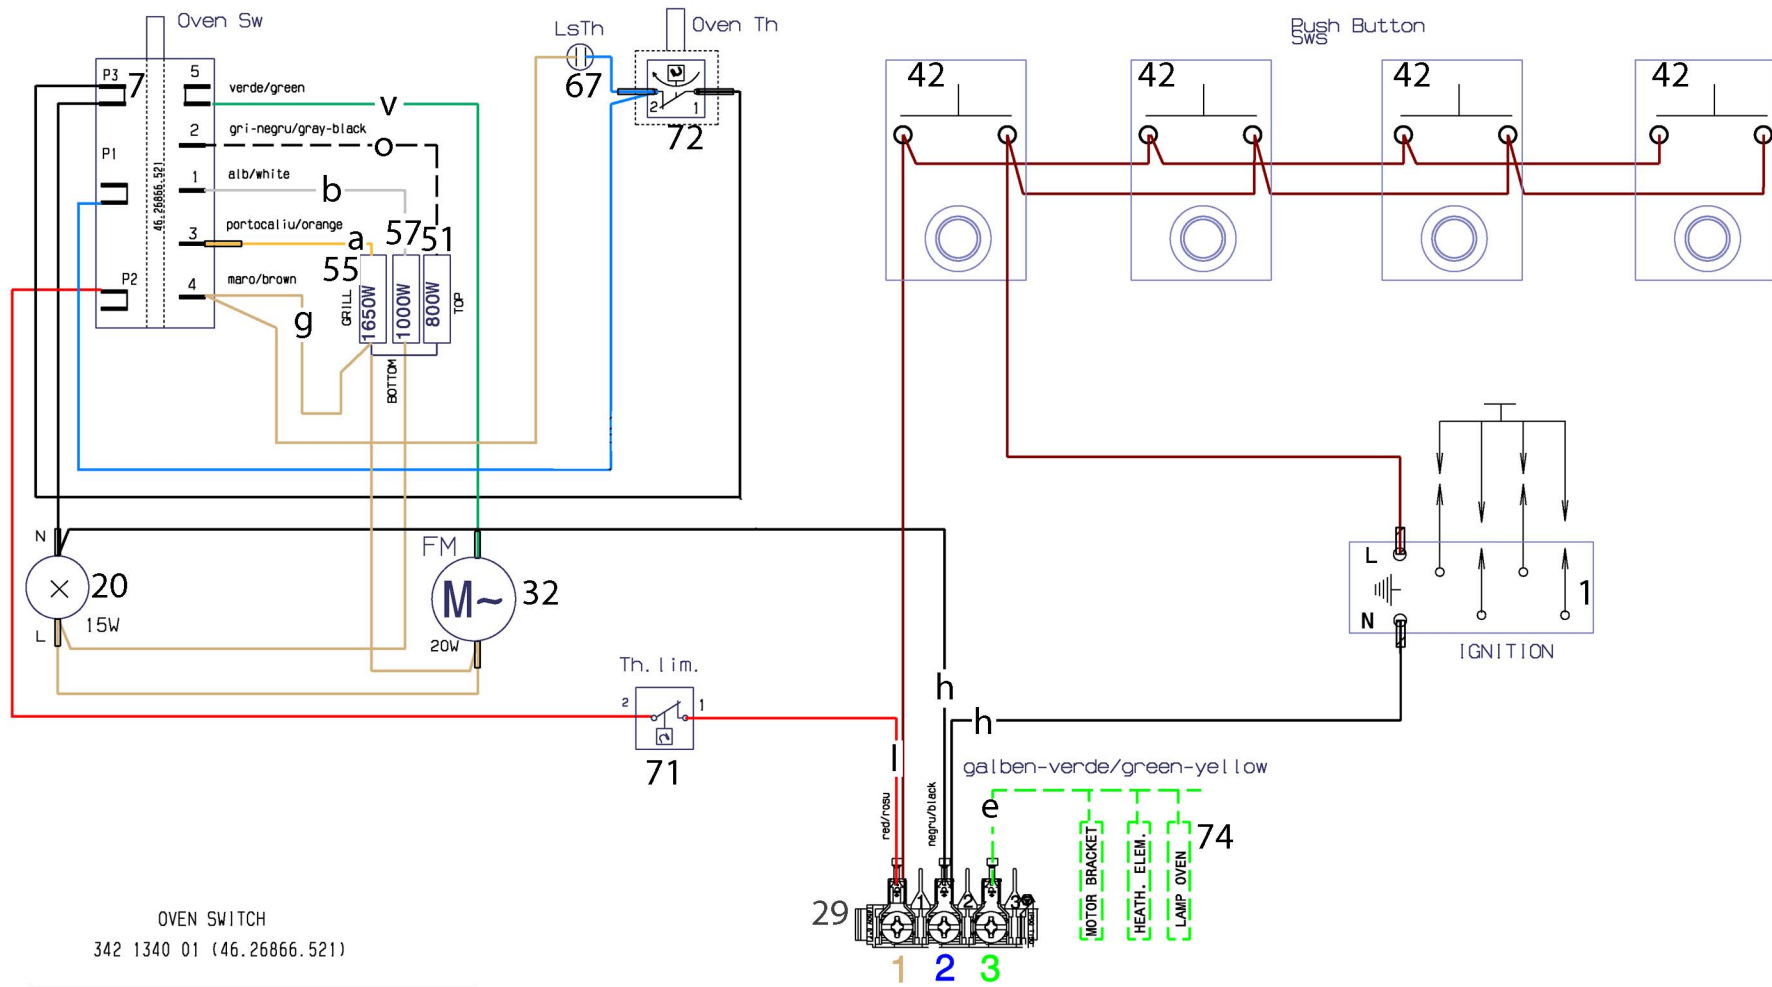 Oven Sw
LsTh
Oven Th
Push Button
Sws
P3
7
5
verde/green
v
67
2
1
72
42
42
42
42
2
gri-negru/gray-black
o
P1
46.26866.521
1
alb/white
b
3
portocaliu/orange
a
57
51
55
P2
4
maro/brown
g
GRILL
1650W
1000W
800W
TOP
BOTTOM
N
20
15W
L
FM
M~
32
20W
L
N
1
IGNITION
Th.lim.
2
1
71
h
h
l
red/rosu
negru/black
galben-verde/green-yellow
e
MOTOR BRACKET
HEATH. ELEM.
LAMP OVEN
74
29
1
2
3
1
2
3
OVEN SWITCH
342 1340 01 (46.26866.521)